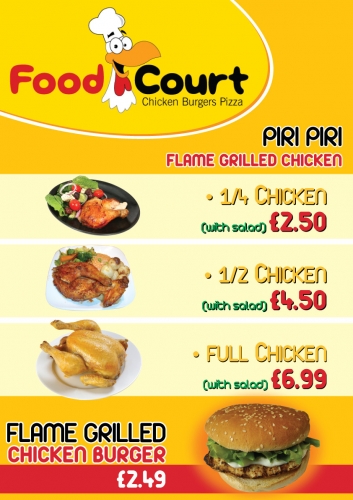 Food Court
Chicken Burgers Pizza
PIRI PIRI
FLAME GRILLED CHICKEN
• 1/4 CHICKEN
(with salad) £2.50
• 1/2 CHICKEN
(with salad) £4.50
• FULL CHICKEN
(with salad) £6.99
FLAME GRILLED
CHICKEN BURGER
£2.49